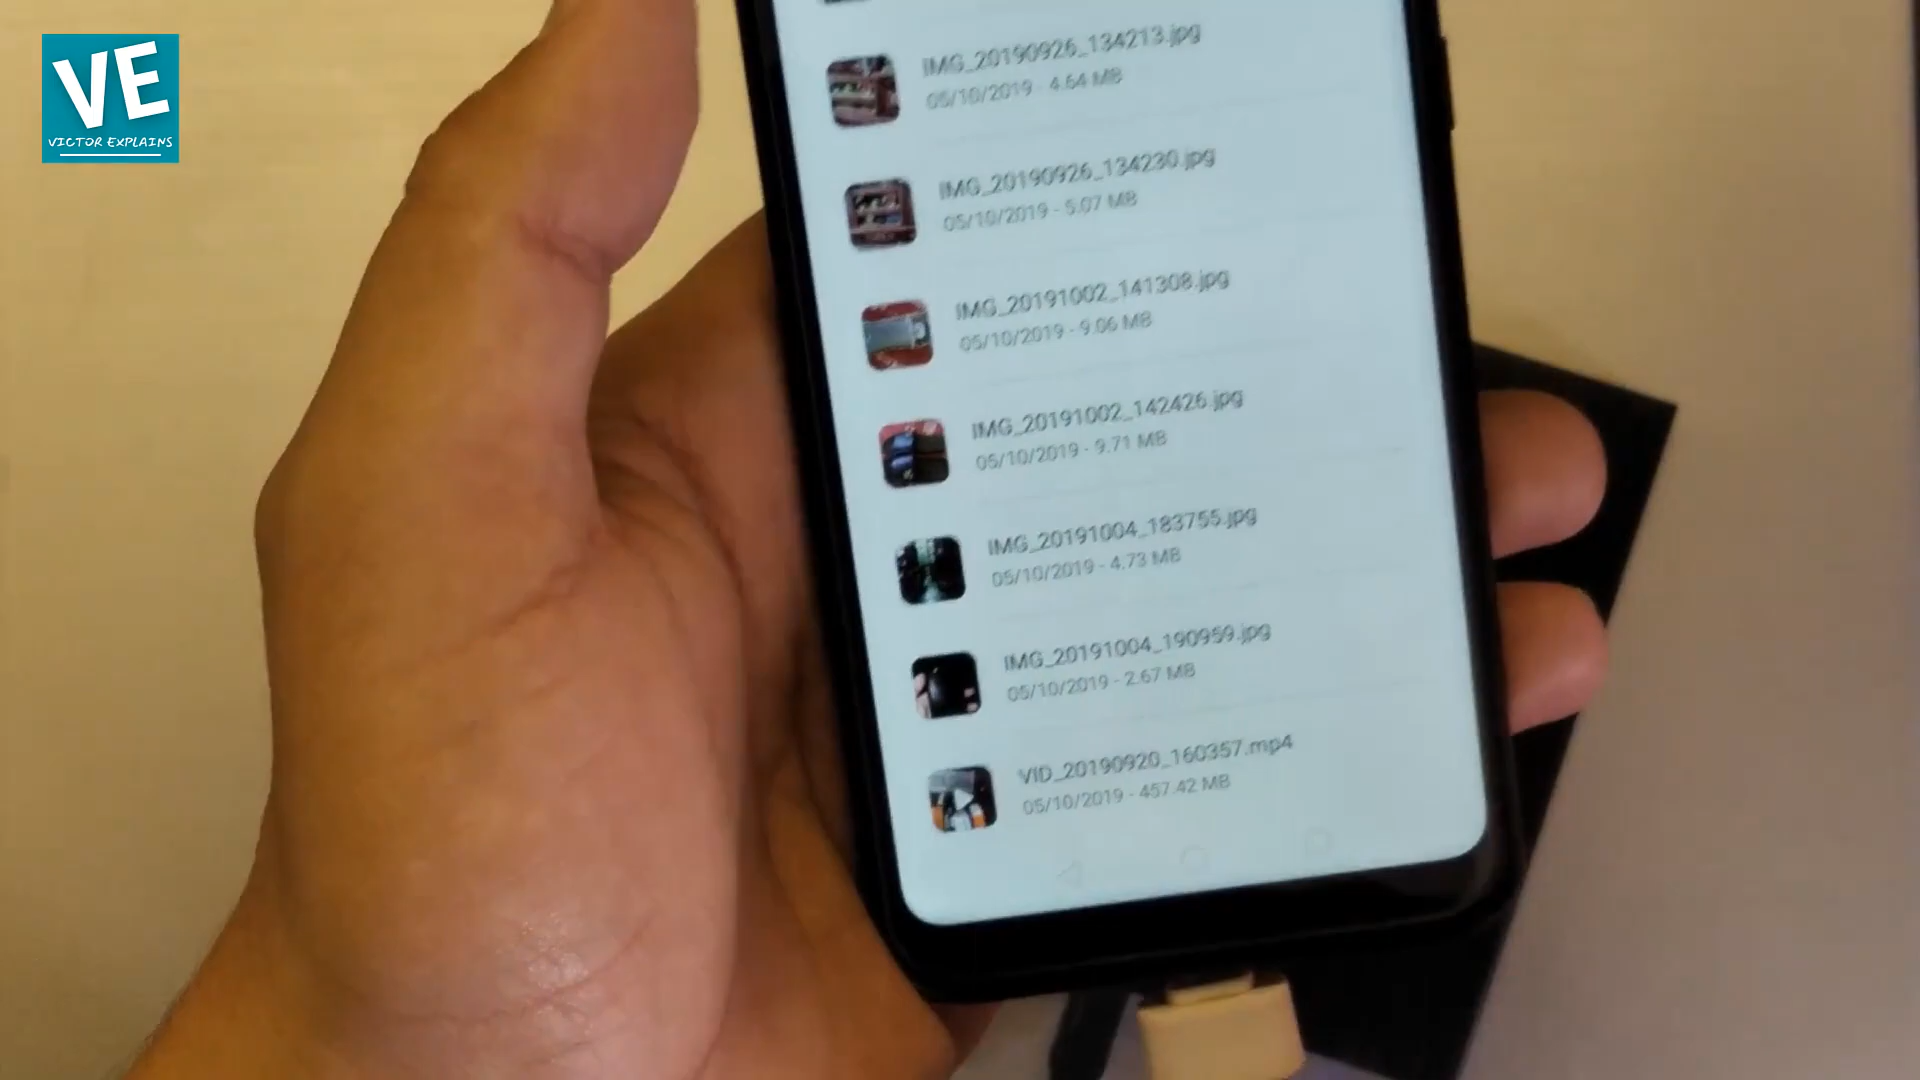 VE
VICTOR EXPLAINS
IMG_20190926_134213.jpg
05/10/2019 - 4.64 MB
IMG_20190926_134230.jpg
05/10/2019 - 5.07 MB
IMG_20191002_141308.jpg
05/10/2019 - 9.06 MB
IMG_20191002_142426.jpg
05/10/2019 - 9.71 MB
IMG_20191004_183755.jpg
05/10/2019 - 4.73 MB
IMG_20191004_190959.jpg
05/10/2019 - 2.67 MB
VID_20190920_160357.mp4
05/10/2019 - 457.42 MB